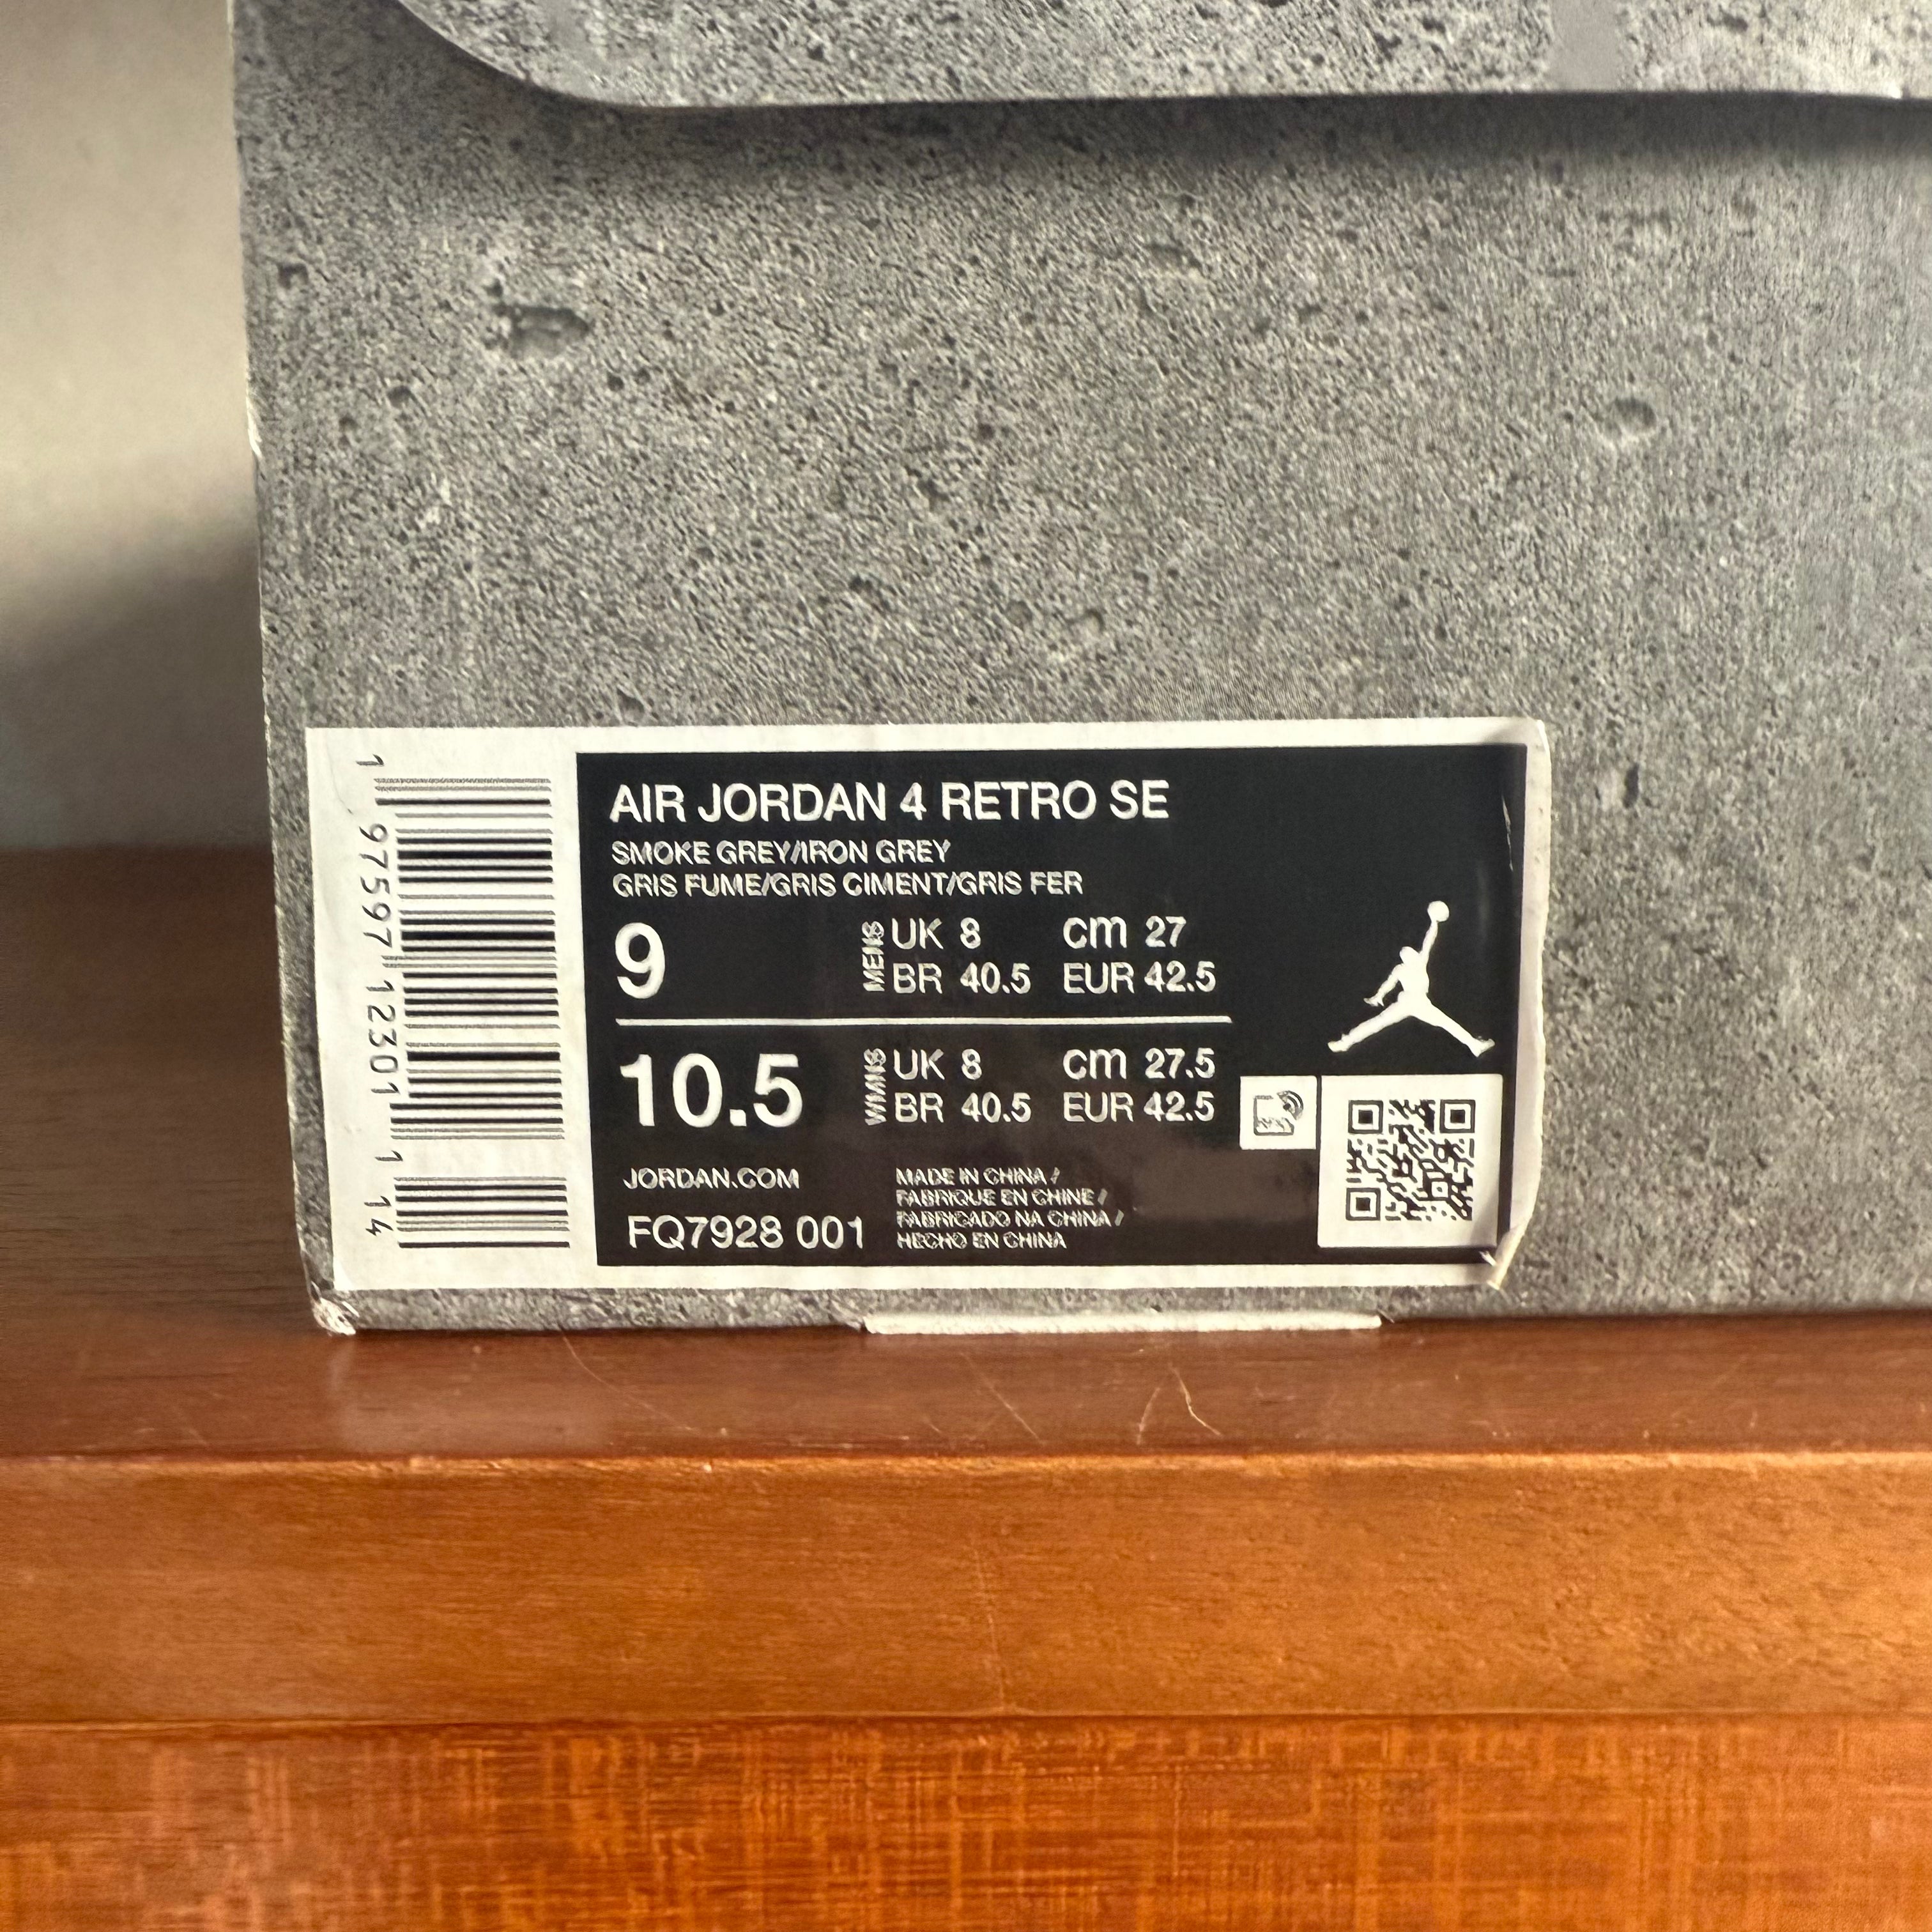 AIR JORDAN 4 RETRO SE
SMOKE GREY/IRON GREY
GRIS FUME/GRIS CIMENT/GRIS FER
9 MENS UK 8 cm 27
BR 40.5 EUR 42.5
10.5 WMNS UK 8 cm 27.5
BR 40.5 EUR 42.5
JORDAN.COM
FQ7928 001
MADE IN CHINA /
FABRIQUE EN CHINE /
FABRICADO NA CHINA /
HECHO EN CHINA
1 97597 12301 1 14